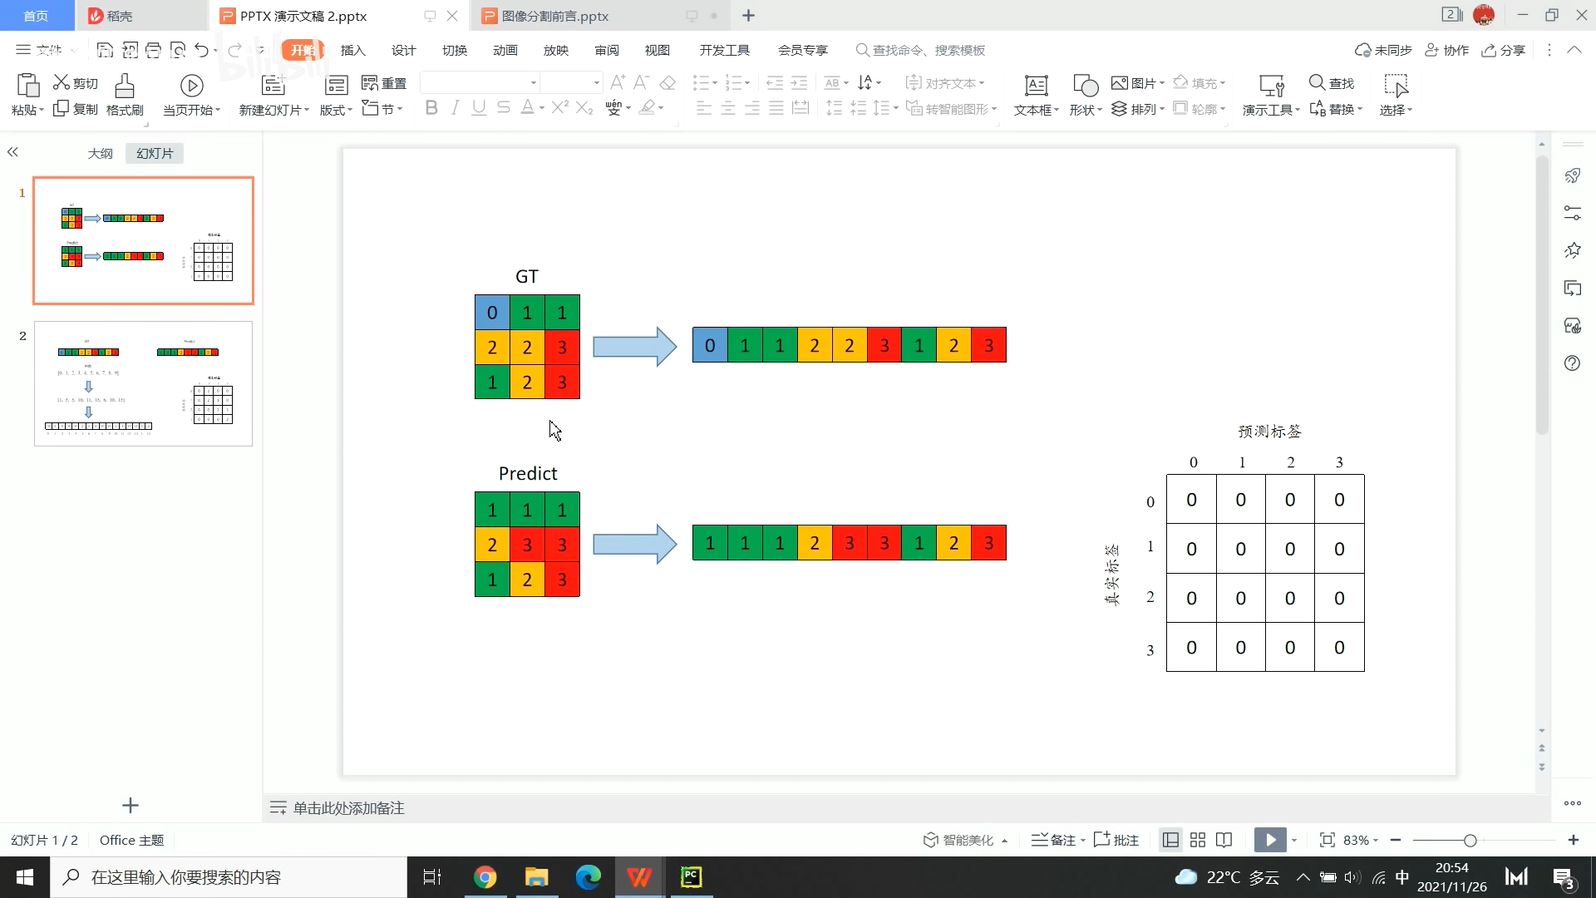 首页
稻壳
PPTX 演示文稿 2.pptx
图像分割前言.pptx
文件
开始
插入
设计
切换
动画
放映
审阅
视图
开发工具
会员专享
查找命令、搜索模板
未同步
协作
分享
bilibili
粘贴
剪切
复制
格式刷
当页开始
新建幻灯片
版式
重置
节
对齐文本
转智能图形
文本框
形状
图片
排列
填充
轮廓
演示工具
查找
替换
选择
大纲
幻灯片
1
2
GT
0 1 1
2 2 3
1 2 3
0 1 1 2 2 3 1 2 3
Predict
1 1 1
2 3 3
1 2 3
1 1 1 2 3 3 1 2 3
预测标签
0 1 2 3
真实标签
0 0 0 0 0
1 0 0 0 0
2 0 0 0 0
3 0 0 0 0
单击此处添加备注
幻灯片 1 / 2
Office 主题
智能美化
备注
批注
83%
在这里输入你要搜索的内容
22°C 多云
中
20:54
2021/11/26
3